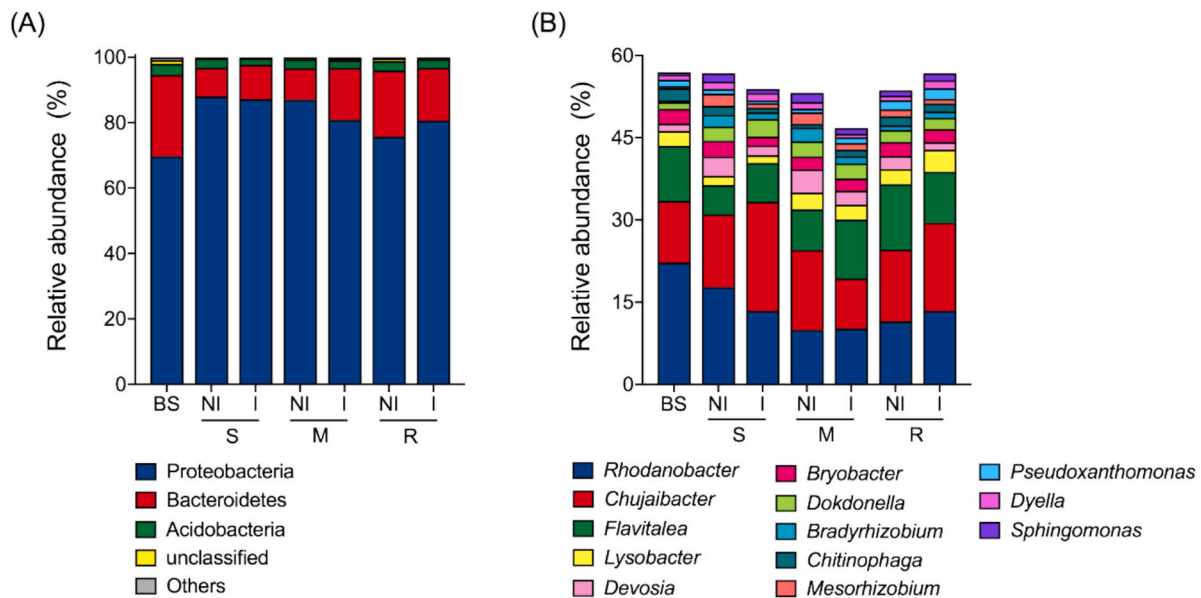 (A)
(B)
Relative abundance (%)
100
80
60
40
20
0
BS NI I NI I NI I
S M R
Proteobacteria
Bacteroidetes
Acidobacteria
unclassified
Others
Relative abundance (%)
60
45
30
15
0
BS NI I NI I NI I
S M R
Rhodanobacter
Chujaibacter
Flavitalea
Lysobacter
Devosia
Bryobacter
Dokdonella
Bradyrhizobium
Chitinophaga
Mesorhizobium
Pseudoxanthomonas
Dyella
Sphingomonas